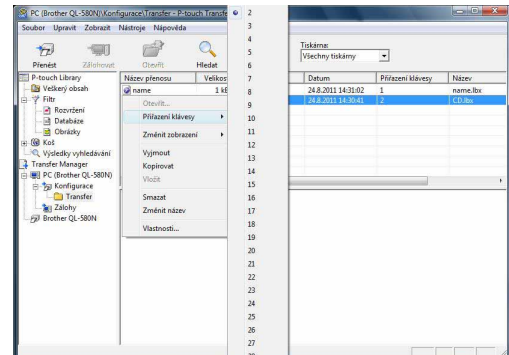 PC (Brother QL-580N)\Konfigurace\Transfer - P-touch Transfe
Soubor Upravit Zobrazit Nástroje Nápověda
Přenést Zálohovat Otevřít Hledat
Tiskárna:
Všechny tiskárny
P-touch Library
Veškerý obsah
Filtr
Rozvržení
Databáze
Obrázky
Koš
Výsledky vyhledávání
Transfer Manager
PC (Brother QL-580N)
Konfigurace
Transfer
Zálohy
Brother QL-580N
Název přenosu Velikos Datum Přiřazení klávesy Název
name 1 kB 24.8.2011 14:31:02 1 name.lbx
24.8.2011 14:30:41 2 CD.lbx
Otevřít...
Přiřazení klávesy
Změnit zobrazení
Vyjmout
Kopírovat
Vložit
Smazat
Změnit název
Vlastnosti...
2
3
4
5
6
7
8
9
10
11
12
13
14
15
16
17
18
19
20
21
22
23
24
25
26
27
28